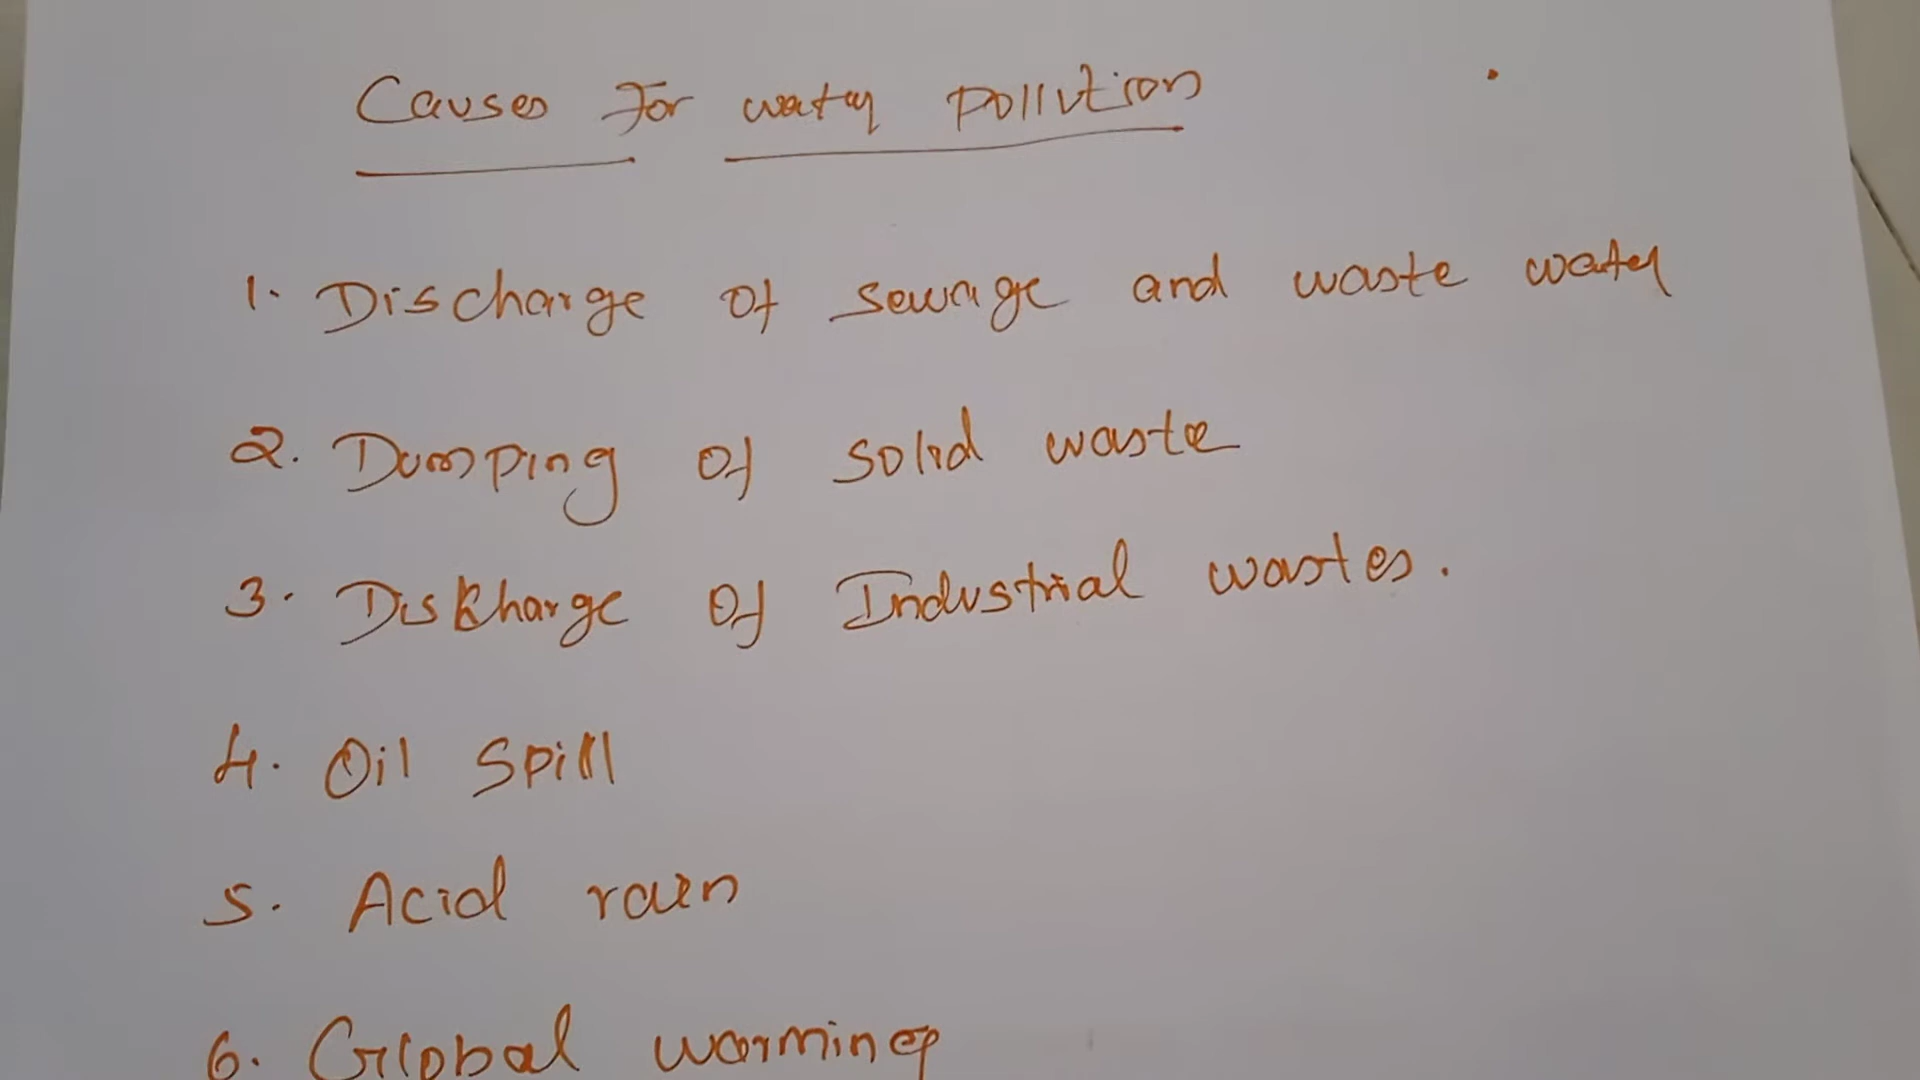 Causes for water pollution
1. Discharge of sewage and waste water
2. Dumping of solid waste
3. Discharge of Industrial wastes.
4. Oil Spill
5. Acid rain
6. Global warming